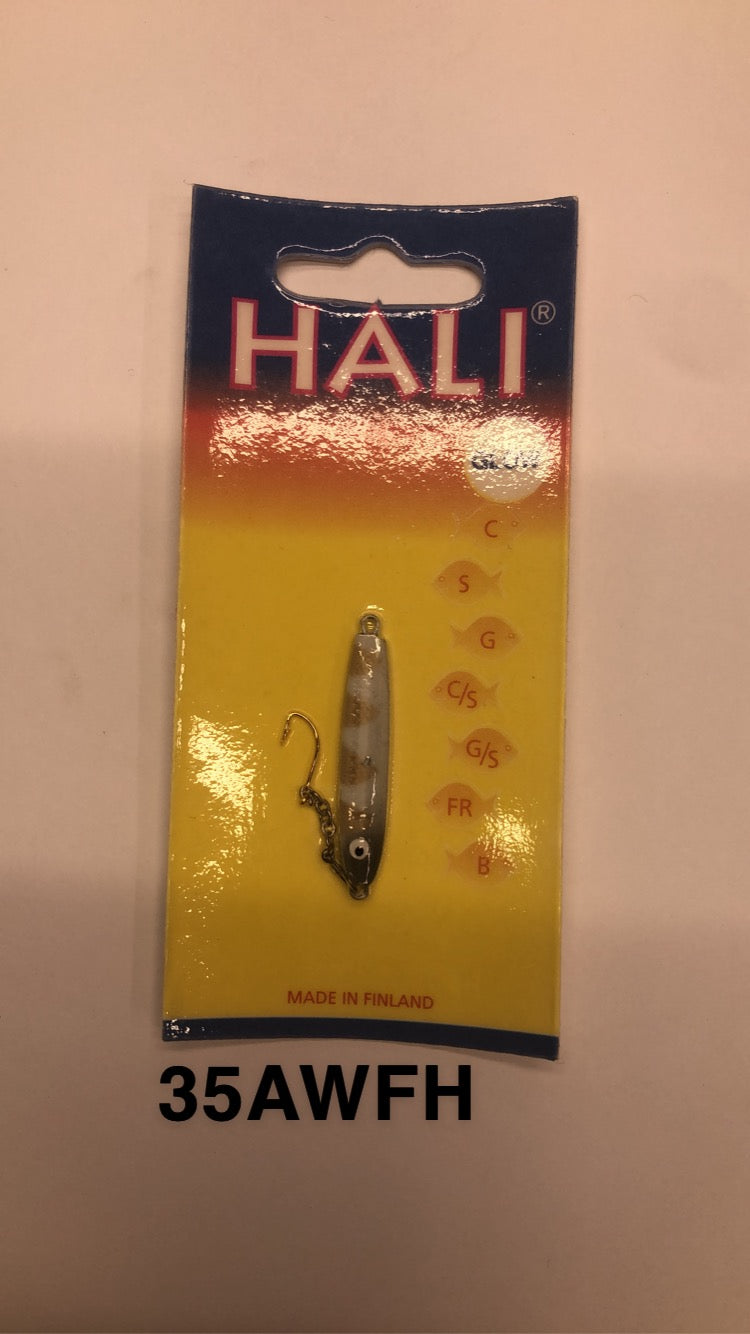 HALI®
GLOW
C
S
G
C/S
G/S
FR
B
MADE IN FINLAND
35AWFH